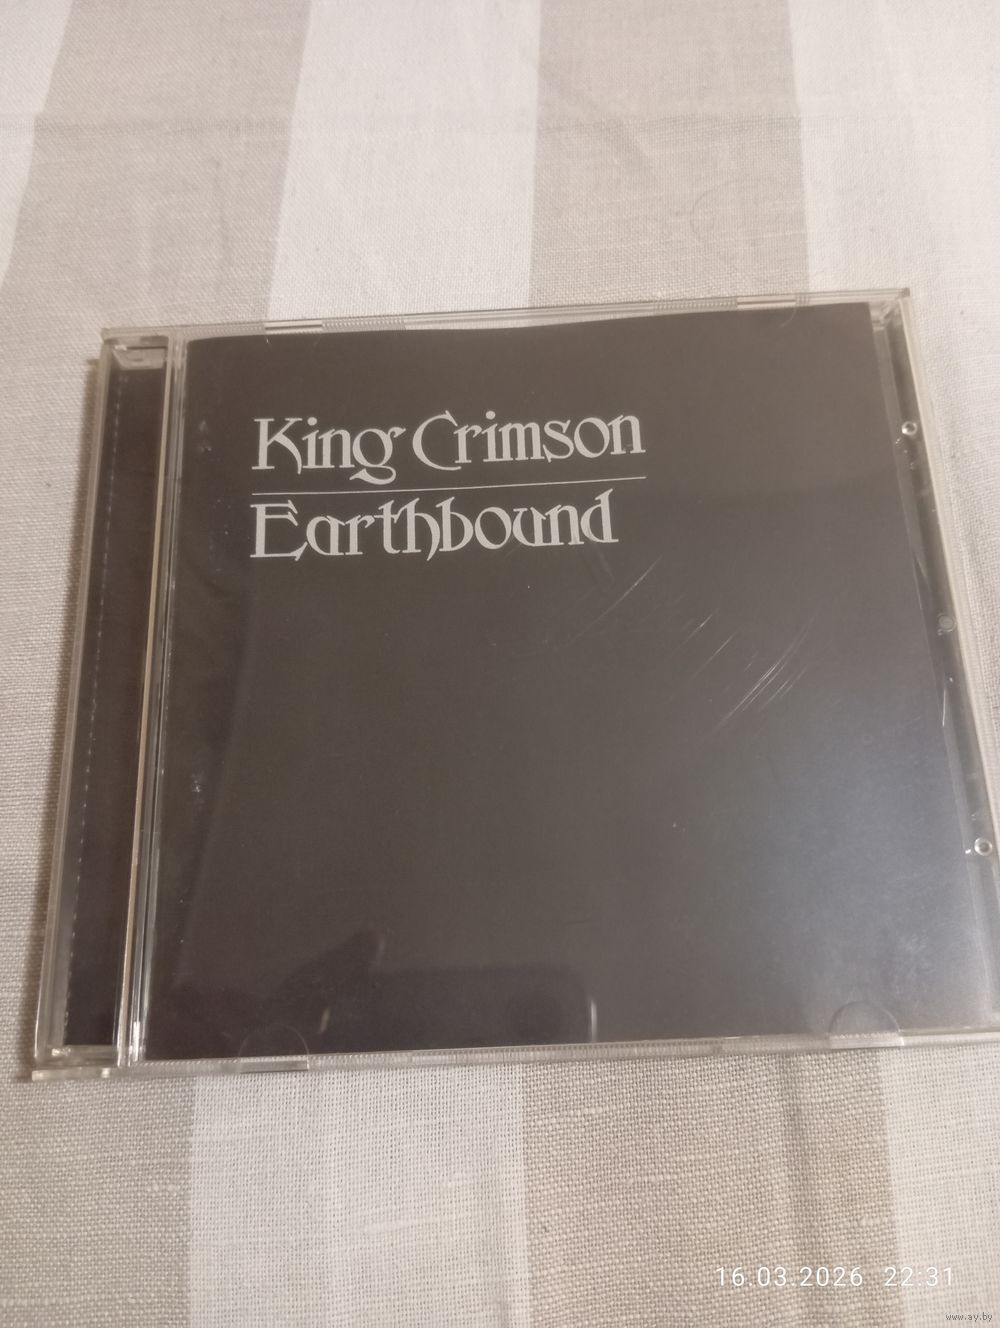 King Crimson
Earthbound
16.03.2026 22:31
www.ay.by